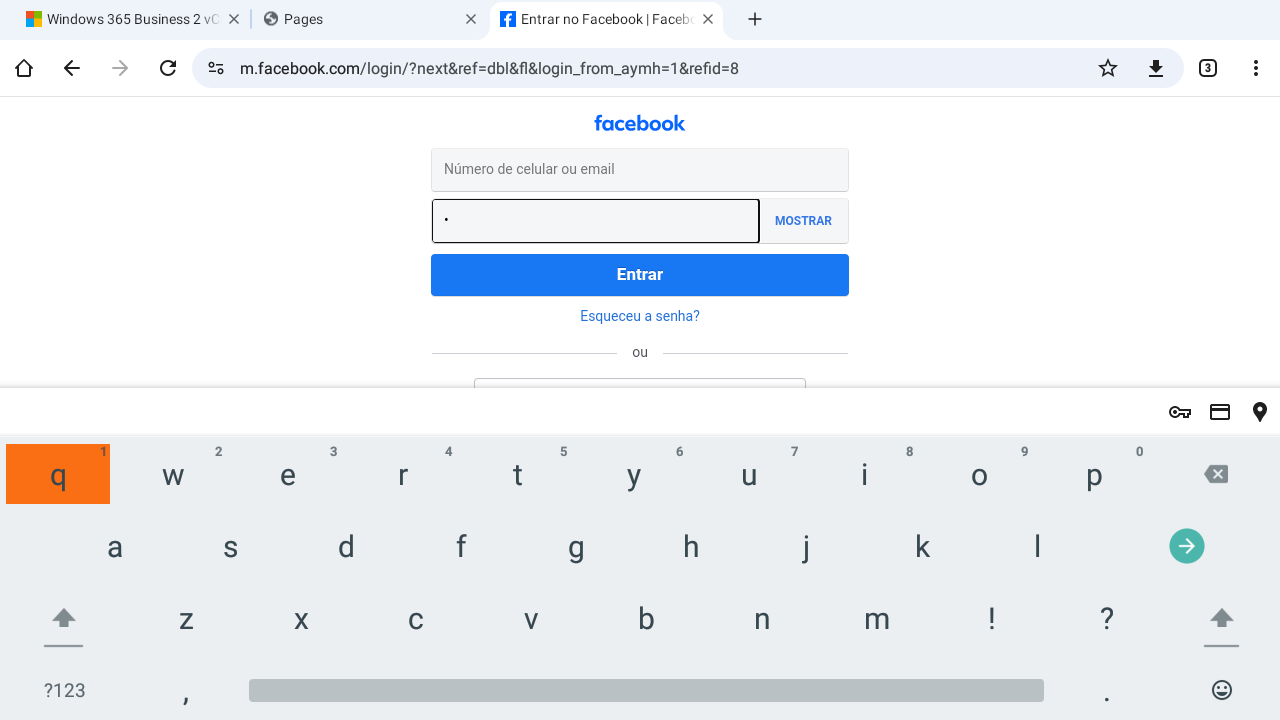 Windows 365 Business 2 vC
Pages
Entrar no Facebook | Faceb
m.facebook.com/login/?next&ref=dbl&fl&login_from_aymh=1&refid=8
3
facebook
Número de celular ou email
•
MOSTRAR
Entrar
Esqueceu a senha?
ou
q 1 w 2 e 3 r 4 t 5 y 6 u 7 i 8 o 9 p 0
a s d f g h j k l
z x c v b n m ! ?
?123 , .